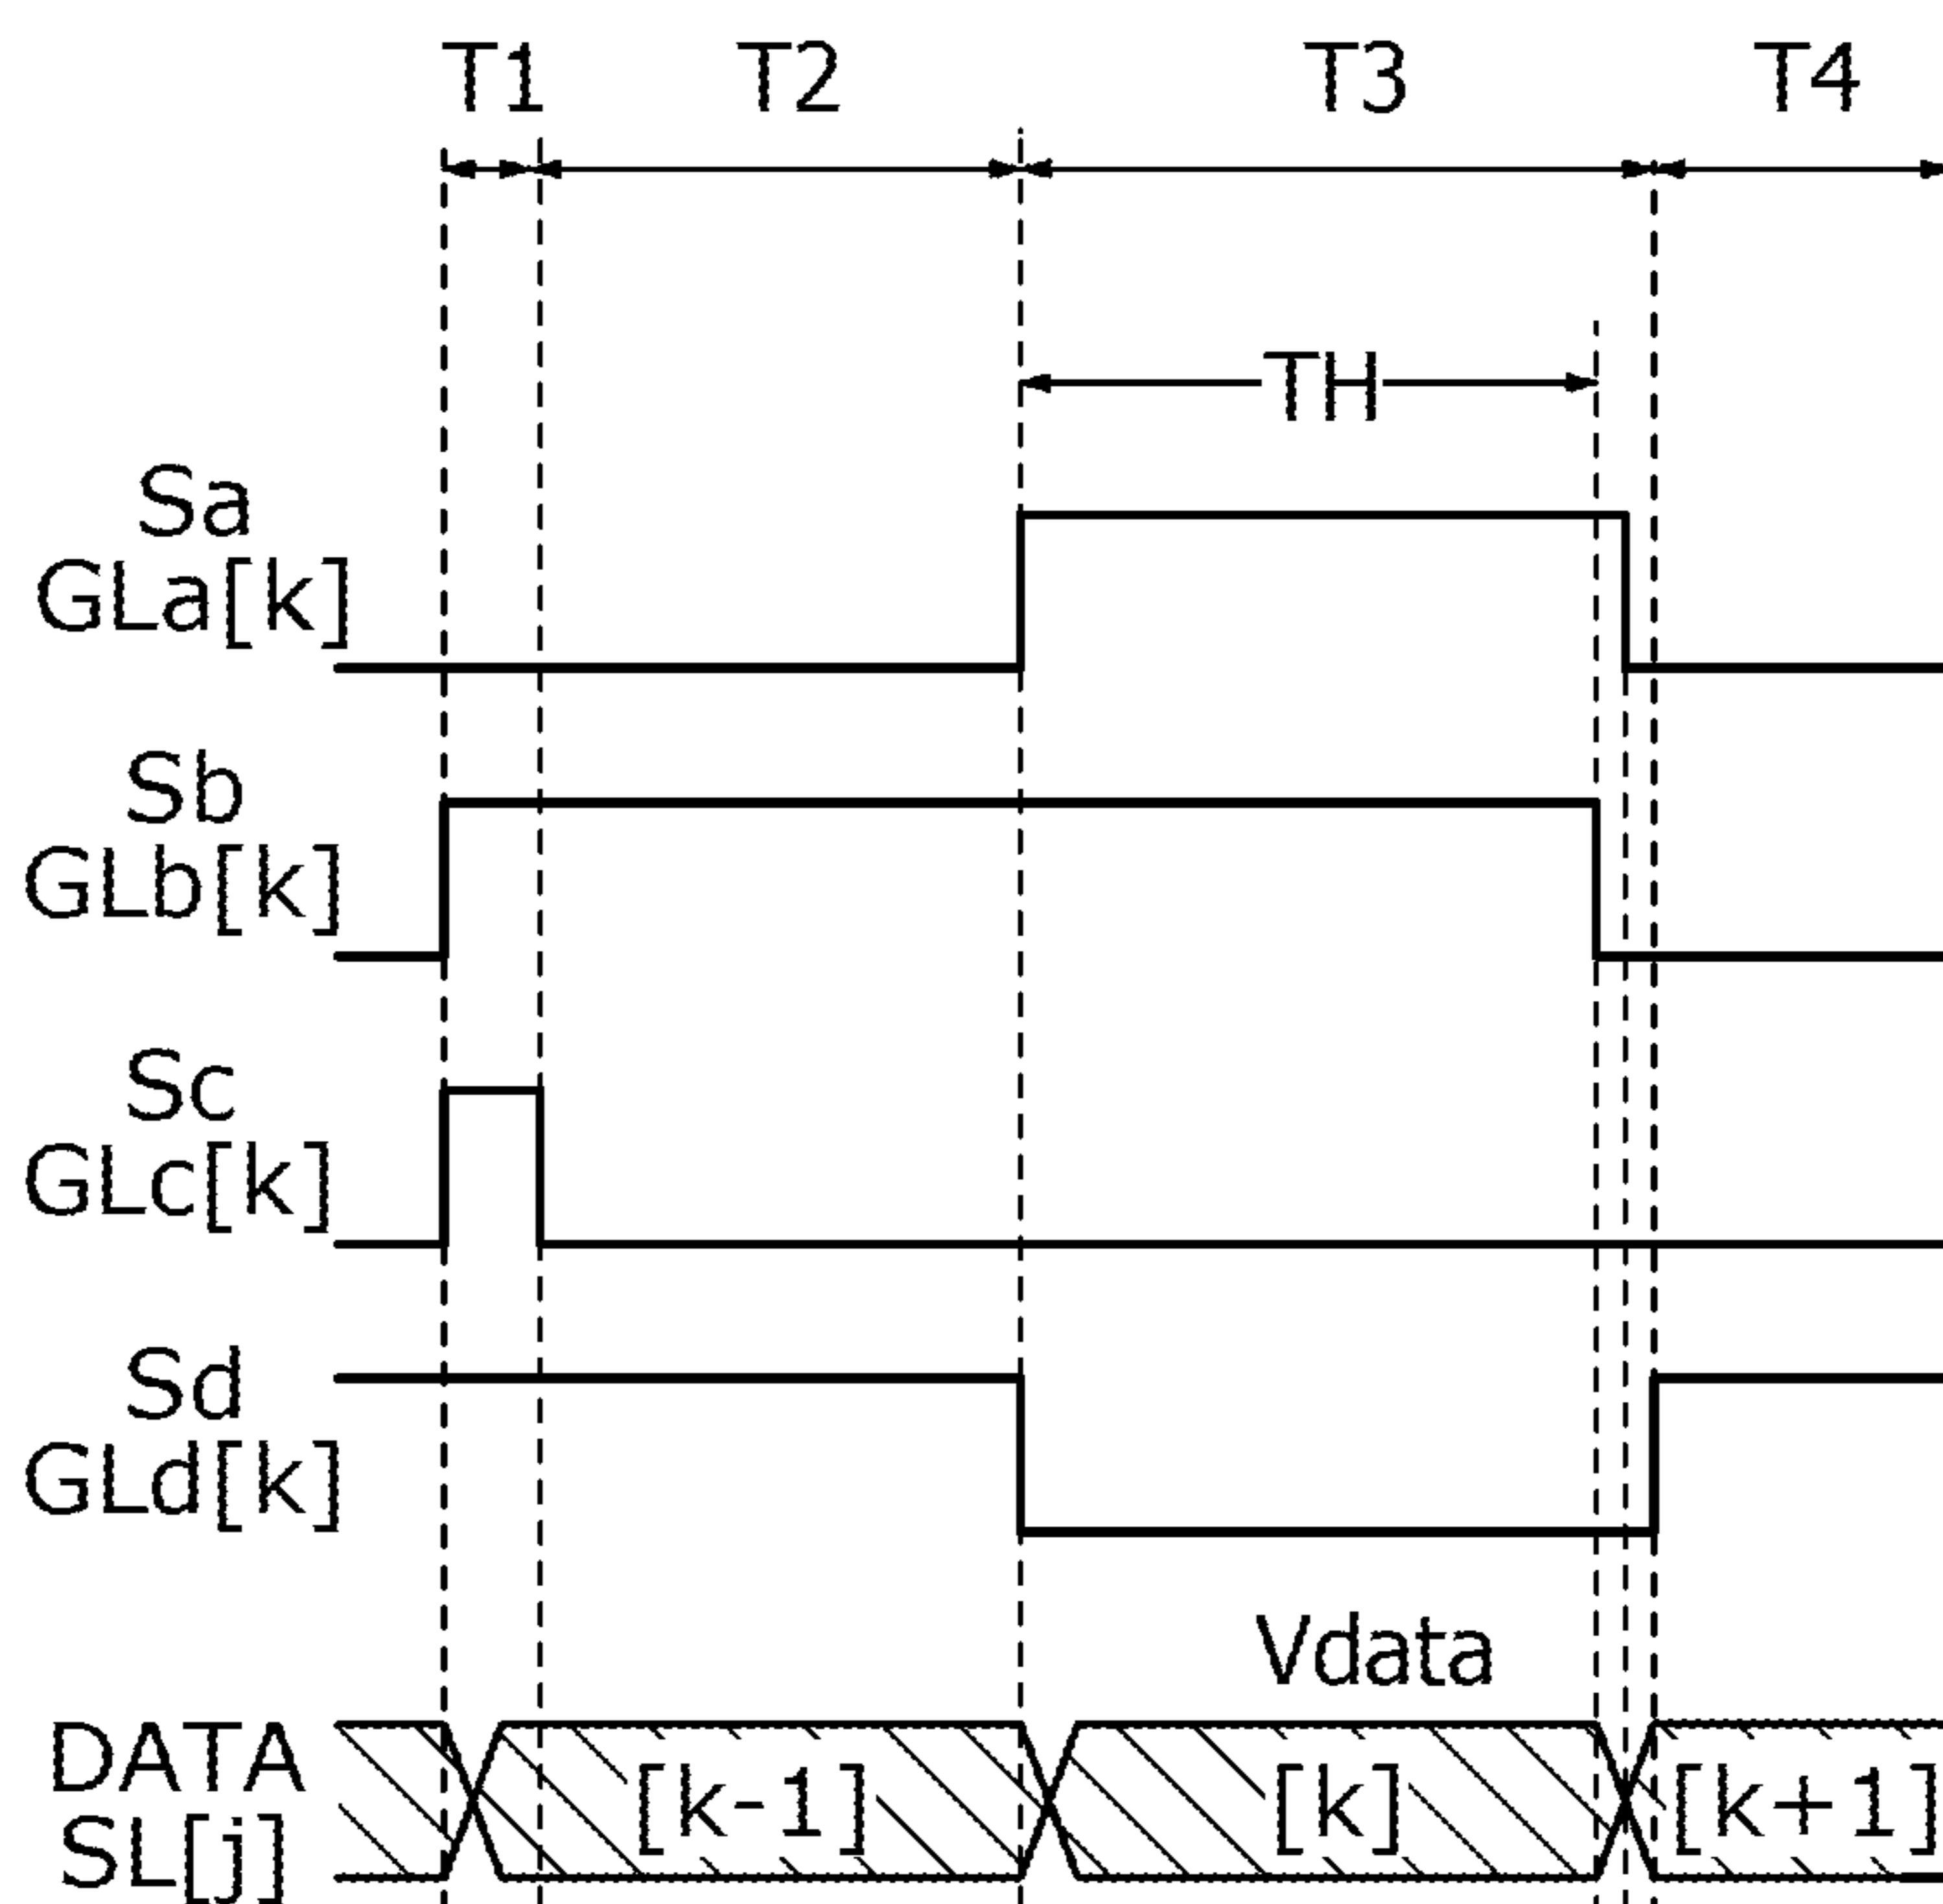 T1 T2 T3 T4
TH
Sa
GLa[k]
Sb
GLb[k]
Sc
GLc[k]
Sd
GLd[k]
Vdata
DATA
SL[j]
[k-1] [k] [k+1]